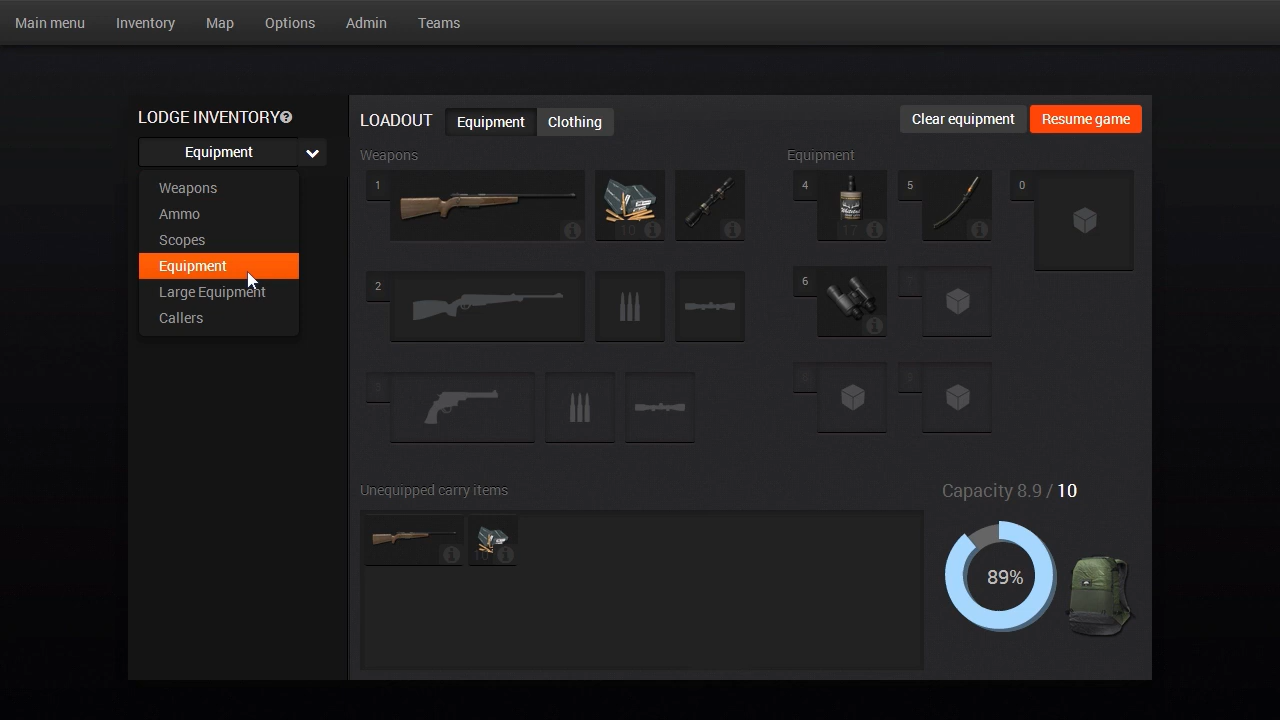 Main menu Inventory Map Options Admin Teams
LODGE INVENTORY
Equipment
Weapons
Ammo
Scopes
Equipment
Large Equipment
Callers
LOADOUT Equipment Clothing Clear equipment Resume game
Weapons Equipment
1 10 4 117 5 0
2 6
Unequipped carry items Capacity 8.9 / 10
89%